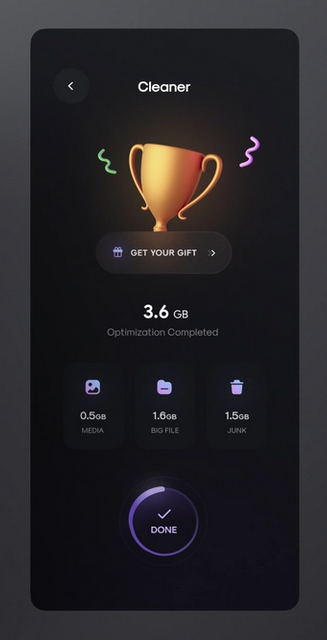 Cleaner
GET YOUR GIFT
3.6 GB
Optimization Completed
0.5GB
MEDIA
1.6GB
BIG FILE
1.5GB
JUNK
DONE